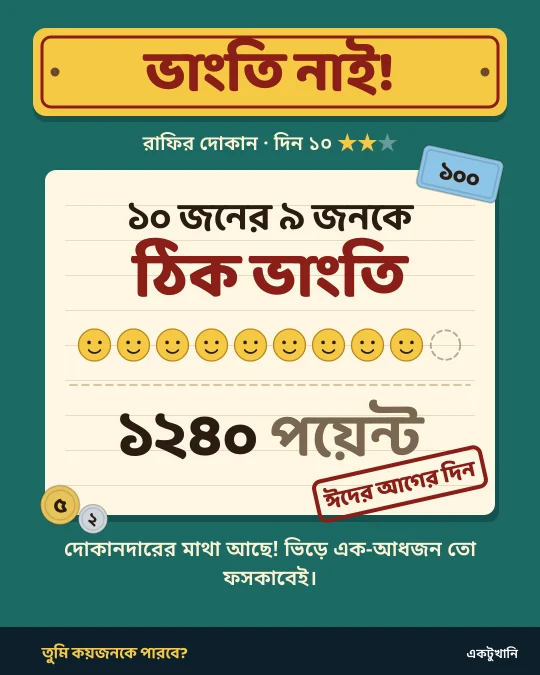 ভাংতি নাই!
রাফির দোকান · দিন ১০ ★★★
১০০
১০ জনের ৯ জনকে
ঠিক ভাংতি
১২৪০ পয়েন্ট
ঈদের আগের দিন
৫
২
দোকানদারের মাথা আছে! ভিড়ে এক-আধজন তো
ফসকাবেই।
তুমি কয়জনকে পারবে?
একটুখানি